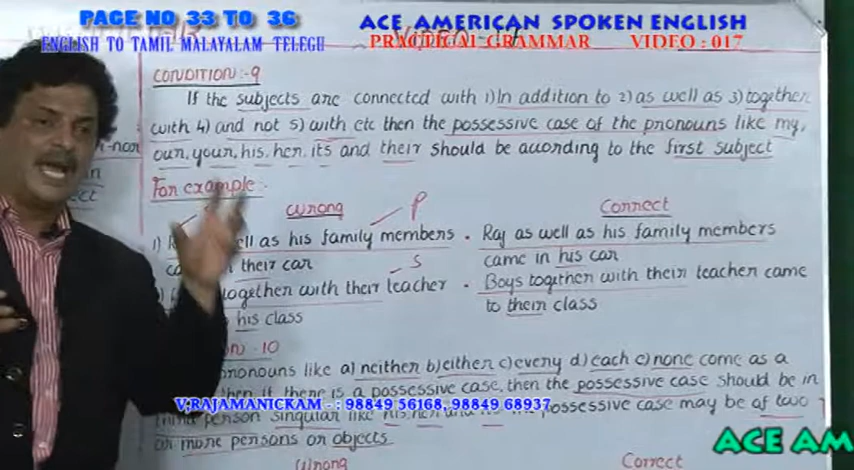 PAGE NO 33 TO 36
ACE AMERICAN SPOKEN ENGLISH
ENGLISH TO TAMIL MALAYALAM TELEGU
PRACTICAL GRAMMAR VIDEO : 017
CONDITION:-9
If the subjects are connected with 1) In addition to 2) as well as 3) together
with 4) and not 5) with etc then the possessive case of the pronouns like my,
our, your, his, her, its and their should be according to the first subject
For example:-
Wrong P Correct
1) as his family members . Raj as well as his family members
their car S came in his car
together with their teacher . Boys together with their teacher came
his class to their class
10
pronouns like a) neither b) either c) every d) each e) none come as a
if there is a possessive case, then the possessive case should be in
V.RAJAMANICKAM - : 98849 56168, 98849 68937
person singular like possessive case may be of two
or more persons or objects
Wrong Correct
ACE AM